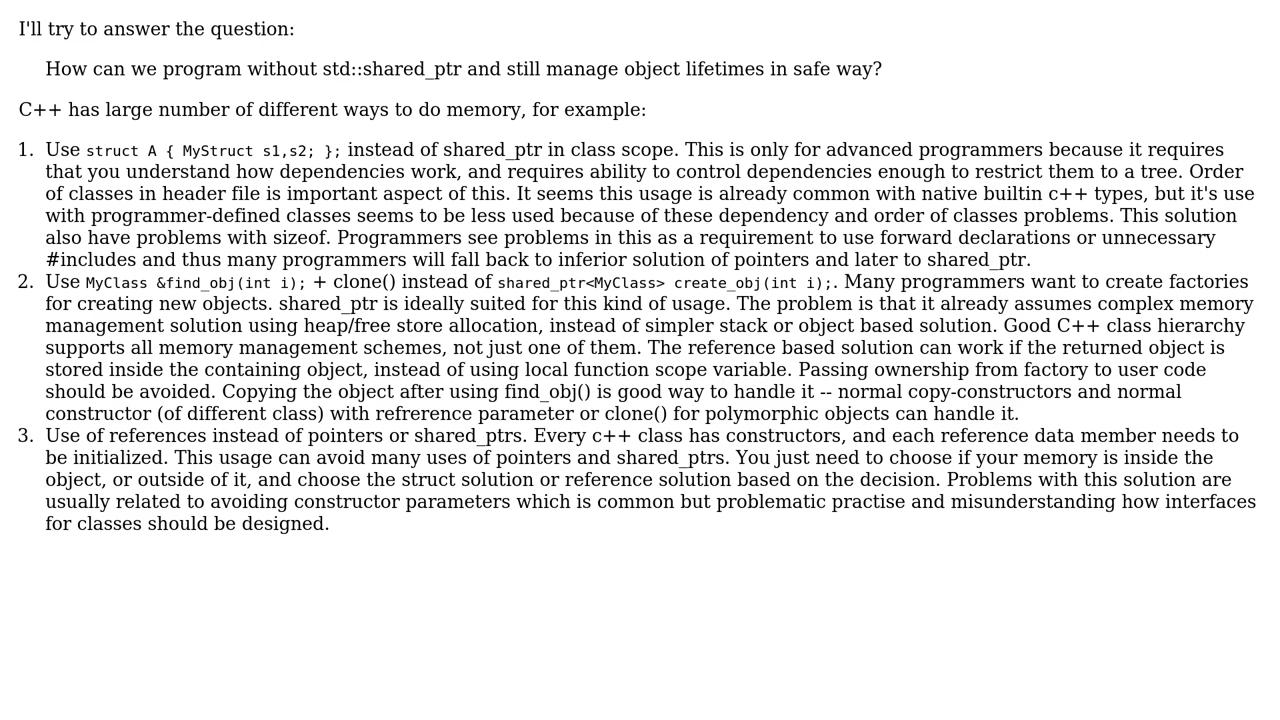 I'll try to answer the question:
How can we program without std::shared_ptr and still manage object lifetimes in safe way?
C++ has large number of different ways to do memory, for example:
1. Use struct A { MyStruct s1,s2; }; instead of shared_ptr in class scope. This is only for advanced programmers because it requires
that you understand how dependencies work, and requires ability to control dependencies enough to restrict them to a tree. Order
of classes in header file is important aspect of this. It seems this usage is already common with native builtin c++ types, but it's use
with programmer-defined classes seems to be less used because of these dependency and order of classes problems. This solution
also have problems with sizeof. Programmers see problems in this as a requirement to use forward declarations or unnecessary
#includes and thus many programmers will fall back to inferior solution of pointers and later to shared_ptr.
2. Use MyClass &find_obj(int i); + clone() instead of shared_ptr<MyClass> create_obj(int i);. Many programmers want to create factories
for creating new objects. shared_ptr is ideally suited for this kind of usage. The problem is that it already assumes complex memory
management solution using heap/free store allocation, instead of simpler stack or object based solution. Good C++ class hierarchy
supports all memory management schemes, not just one of them. The reference based solution can work if the returned object is
stored inside the containing object, instead of using local function scope variable. Passing ownership from factory to user code
should be avoided. Copying the object after using find_obj() is good way to handle it -- normal copy-constructors and normal
constructor (of different class) with refrerence parameter or clone() for polymorphic objects can handle it.
3. Use of references instead of pointers or shared_ptrs. Every c++ class has constructors, and each reference data member needs to
be initialized. This usage can avoid many uses of pointers and shared_ptrs. You just need to choose if your memory is inside the
object, or outside of it, and choose the struct solution or reference solution based on the decision. Problems with this solution are
usually related to avoiding constructor parameters which is common but problematic practise and misunderstanding how interfaces
for classes should be designed.